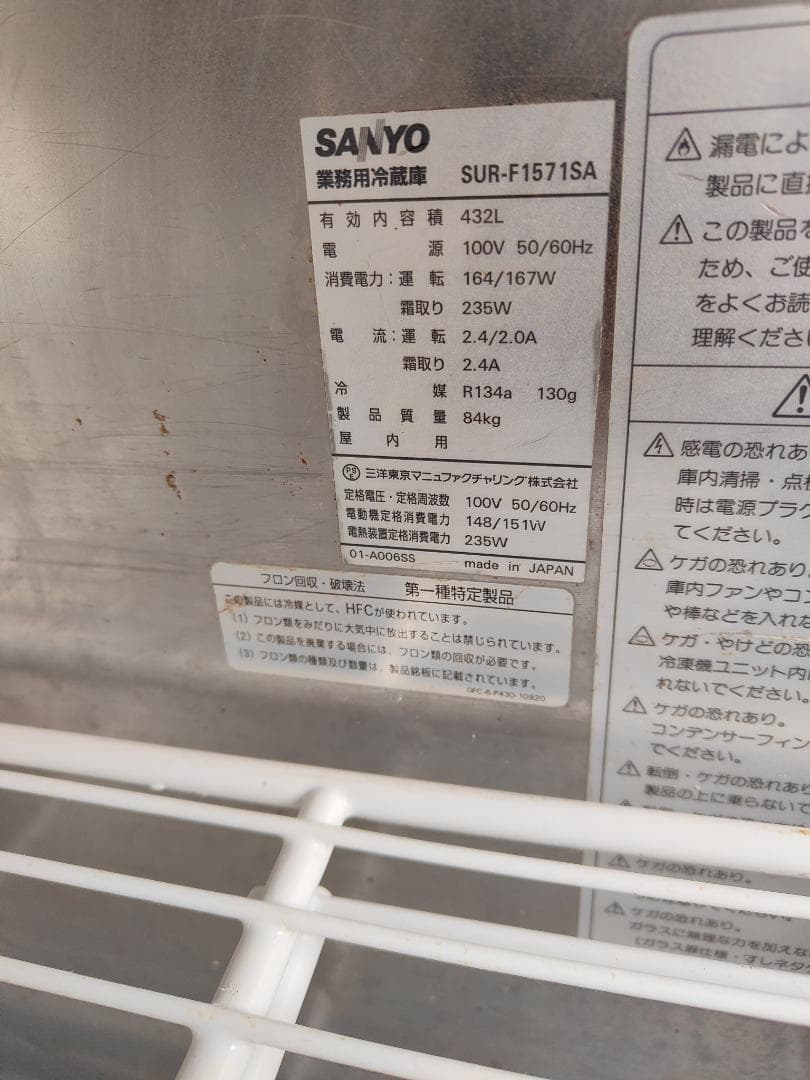 SANYO
業務用冷蔵庫 SUR-F1571SA
有効内容積 432L
電源 100V 50/60Hz
消費電力：運転 164/167W
霜取り 235W
電流：運転 2.4/2.0A
霜取り 2.4A
冷媒 R134a 130g
製品質量 84kg
屋内用
PSE 三洋東京マニュファクチャリング株式会社
定格電圧・定格周波数 100V 50/60Hz
電動機定格消費電力 148/151W
電熱装置定格消費電力 235W
01-A006SS made in JAPAN
フロン回収・破壊法 第一種特定製品
この製品には冷媒として、HFCが使われています。
(1) フロン類をみだりに大気中に放出することは禁じられています。
(2) この製品を廃棄する場合には、フロン類の回収が必要です。
(3) フロン類の種類及び数量は、製品銘板に記載されています。
OFC-6-P430-10820
漏電によ
製品に直
この製品を
ため、ご使
をよくお読
理解くださ
感電の恐れあ
庫内清掃・点検
時は電源プラグ
てください。
ケガの恐れあり。
庫内ファンやコン
や棒などを入れな
ケガ・やけどの恐
冷凍機ユニット内に
れないでください。
ケガの恐れあり。
コンデンサーフィン
でください。
転倒・ケガの恐れあり
製品の上に乗らないで
ケガの恐れあり。
ケガの恐れあり。
ガラスに無理な力を加えな